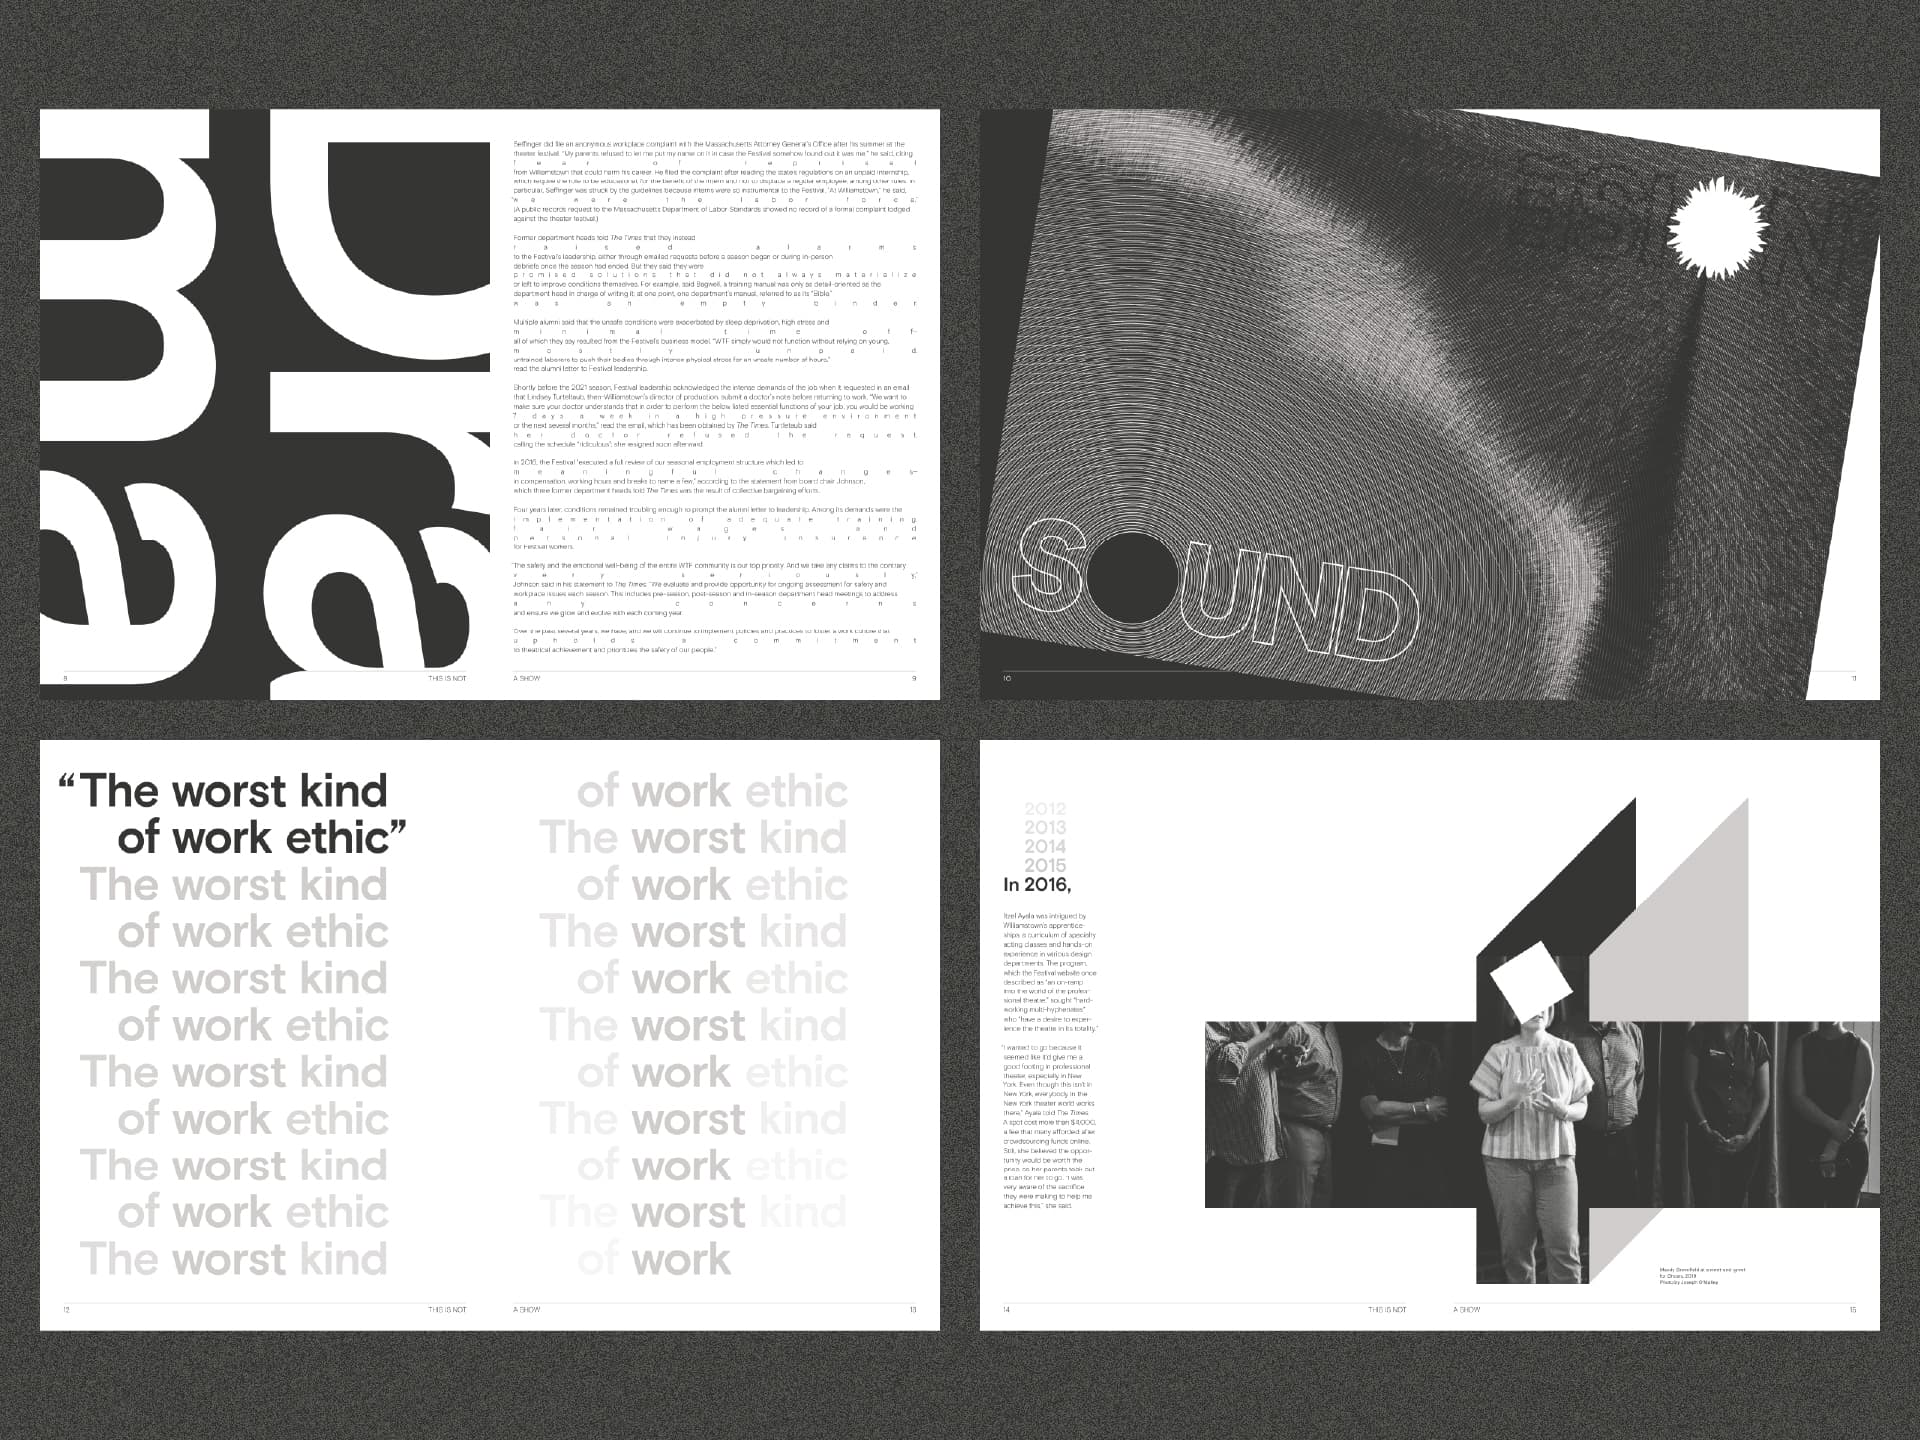 Seffinger did file an anonymous workplace complaint with the Massachusetts Attorney General's Office after his summer at the
theater festival. "My parents refused to let me put my name on it in case the Festival somehow found out it was me" he said, citing
fear of reprisal
from Williamstown that could harm his career. He filed the complaint after reading the state's regulations on an unpaid internship,
which require the role to be educational, for the benefit of the intern and not to displace a regular employee, among other rules. In
particular, Seffinger was struck by the guidelines because interns were so instrumental to the Festival. "At Williamstown," he said,
"we were the labor force."
(A public records request to the Massachusetts Department of Labor Standards showed no record of a formal complaint lodged
against the theater festival.)
Former department heads told The Times that they instead
raised alarms
to the Festival's leadership, either through emailed requests before a season began or during in-person
debriefs once the season had ended. But they said they were
promised solutions that did not always materialize
or left to improve conditions themselves. For example, said Bagwell, a training manual was only as detail-oriented as the
department head in charge of writing it; at one point, one department's manual, referred to as its "Bible"
was an empty binder
Multiple alumni said that the unsafe conditions were exacerbated by sleep deprivation, high stress and
minimal time off–
all of which they say resulted from the Festival's business model. "WTF simply would not function without relying on young,
mostly unpaid,
untrained laborers to push their bodies through intense physical stress for an unsafe number of hours,"
read the alumni letter to Festival leadership.
Shortly before the 2021 season, Festival leadership acknowledged the intense demands of the job when it requested in an email
that Lindsey Turteltaub, then-Williamstown's director of production, submit a doctor's note before returning to work. "We want to
make sure your doctor understands that in order to perform the below listed essential functions of your job, you would be working
7 days a week in a high pressure environment
or the next several months," read the email, which has been obtained by The Times. Turtletaub said
her doctor refused the request
calling the schedule "ridiculous"; she resigned soon afterward.
In 2016, the Festival "executed a full review of our seasonal employment structure which led to
meaningful changes–
in compensation, working hours and breaks to name a few," according to the statement from board chair Johnson,
which three former department heads told The Times was the result of collective bargaining efforts.
Four years later, conditions remained troubling enough to prompt the alumni letter to leadership. Among its demands were the
implementation of adequate training
fair wages and
personal injury insurance
for Festival workers.
"The safety and the emotional well-being of the entire WTF community is our top priority. And we take any claims to the contrary
very seriously,"
Johnson said in his statement to The Times. "We evaluate and provide opportunity for ongoing assessment for safety and
workplace issues each season. This includes pre-season, post-season and in-season department head meetings to address
any concerns
and ensure we grow and evolve with each coming year.
"Over the past several years, we have, and we will continue to implement policies and practices to foster a work culture that
upholds a commitment
to theatrical achievement and prioritizes the safety of our people."
8
THIS IS NOT
A SHOW
9
SOUND
10
11
"The worst kind
of work ethic"
The worst kind
of work ethic
The worst kind
of work ethic
The worst kind
of work ethic
The worst kind
of work ethic
The worst kind
of work ethic
The worst kind
of work ethic
The worst kind
of work ethic
The worst kind
of work ethic
The worst kind
of work ethic
The worst kind
of work
12
THIS IS NOT
A SHOW
13
2012
2013
2014
2015
In 2016,
Itzel Ayala was intrigued by
Williamstown's apprentice-
ships: a curriculum of specialty
acting classes and hands-on
experience in various design
departments. The program,
which the Festival website once
described as "an on-ramp
into the world of the profes-
sional theatre," sought "hard-
working multi-hyphenates"
who "have a desire to exper-
ience the theatre in its totality."
"I wanted to go because it
seemed like it'd give me a
good footing in professional
theater, especially in New
York. Even though this isn't in
New York, everybody in the
New York theater world works
there," Ayala told The Times.
A spot cost more than $4,000,
a fee that many afforded after
crowdsourcing funds online.
Still, she believed the oppor-
tunity would be worth the
price, as her parents took out
a loan for her to go. "I was
very aware of the sacrifice
they were making to help me
achieve this," she said.
Mandy Greenfield at a meet and greet
for Ghosts, 2019
Photo by Joseph O'Malley
14
THIS IS NOT
A SHOW
15